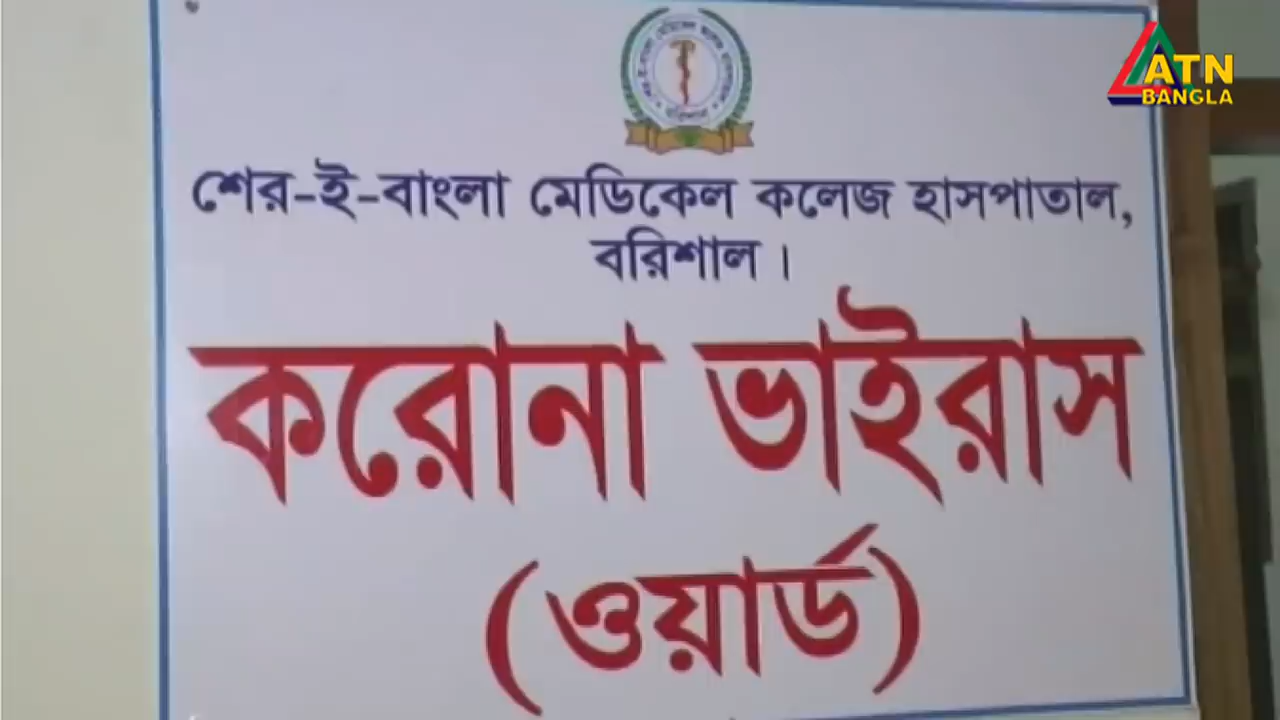 ATN
BANGLA
শের-ই-বাংলা মেডিকেল কলেজ হাসপাতাল,
বরিশাল।
করোনা ভাইরাস
(ওয়ার্ড)